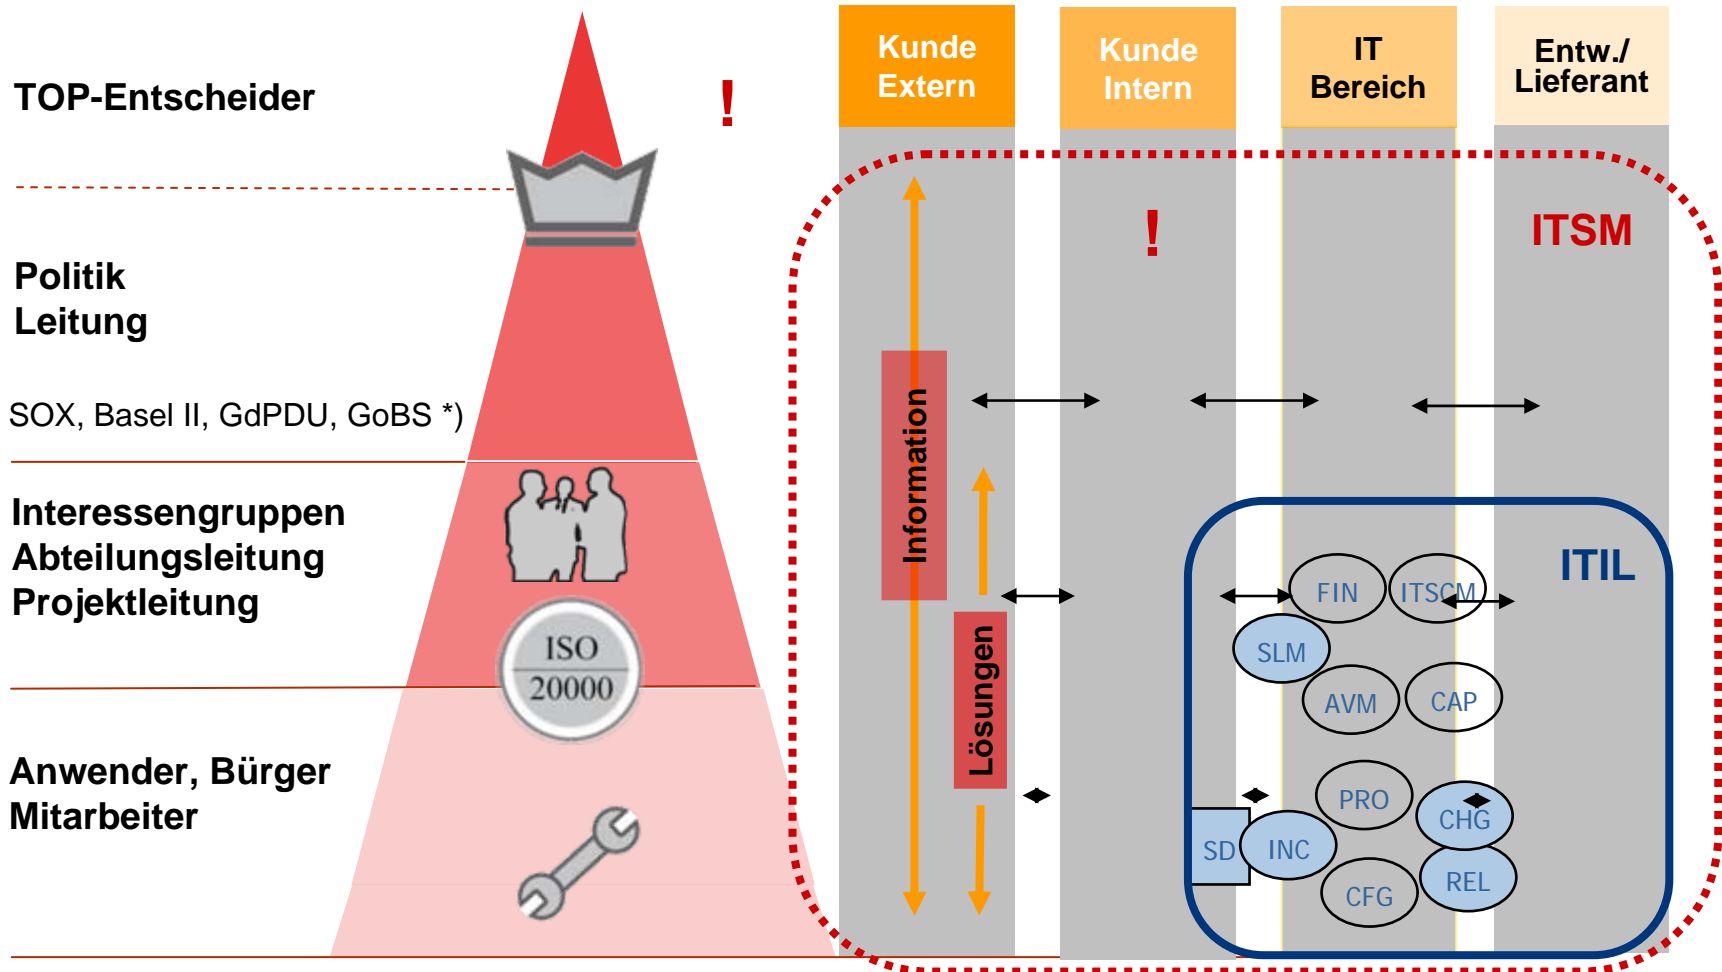 Kunde
Extern
Kunde
Intern
IT
Bereich
Entw./
Lieferant
TOP-Entscheider
!
!
ITSM
Politik
Leitung
SOX, Basel II, GdPDU, GoBS *)
Information
Interessengruppen
Abteilungsleitung
Projektleitung
ITIL
FIN
ITSCM
ISO
20000
Lösungen
SLM
AVM
CAP
Anwender, Bürger
Mitarbeiter
PRO
CHG
SD
INC
CFG
REL